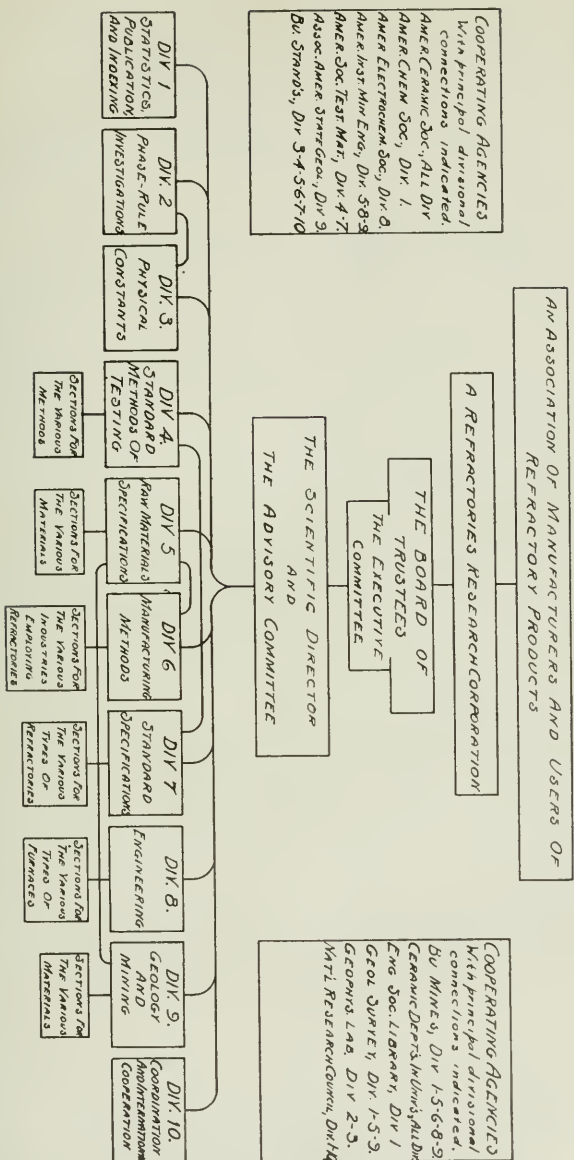 AN ASSOCIATION OF MANUFACTURERS AND USERS OF
REFRACTORY PRODUCTS
A REFRACTORIES RESEARCH CORPORATION
THE BOARD OF
TRUSTEES
THE EXECUTIVE
COMMITTEE
THE SCIENTIFIC DIRECTOR
AND
THE ADVISORY COMMITTEE
COOPERATING AGENCIES
With principal divisional
connections indicated.
AMER. CERAMIC SOC., ALL DIV
AMER. CHEM SOC., DIV. 1.
AMER ELECTROCHEM. SOC., DIV 8.
AMER. INST. MIN ENG., DIV. 5-8-9
AMER. SOC. TEST. MAT., DIV. 4-7.
ASSOC. AMER. STATE GEOL., DIV 9.
BU. STAND'S., DIV 3-4-5-6-7-10
COOPERATING AGENCIES
With principal divisional
connections indicated.
BU MINES, DIV 1-5-6-8-9.
CERAMIC DEPTS. IN UNIV'S, ALL DIV.
ENG SOC. LIBRARY, DIV 1
GEOL SURVEY, DIV. 1-5-9.
GEOPHYS. LAB, DIV 2-3.
NAT'L RESEARCH COUNCIL, DIV.
DIV 1
STATISTICS,
PUBLICATION,
AND INDEXING
DIV. 2
PHASE-RULE
INVESTIGATIONS
DIV. 3.
PHYSICAL
CONSTANTS
DIV 4.
STANDARD
METHODS OF
TESTING
DIV 5
RAW MATERIALS
SPECIFICATIONS
DIV 6
MANUFACTURING
METHODS
DIV 7
STANDARD
SPECIFICATIONS
DIV. 8.
ENGINEERING
DIV. 9.
GEOLOGY
AND
MINING
DIV. 10.
COORDINATION
AND INTERNATIONAL
COOPERATION
SECTIONS FOR
THE VARIOUS
METHODS
SECTIONS FOR
THE VARIOUS
MATERIALS
SECTIONS FOR
THE VARIOUS
INDUSTRIES
EMPLOYING
REFRACTORIES
SECTIONS FOR
THE VARIOUS
TYPES OF
REFRACTORIES
SECTIONS FOR
THE VARIOUS
TYPES OF
FURNACES
SECTIONS FOR
THE VARIOUS
MATERIALS